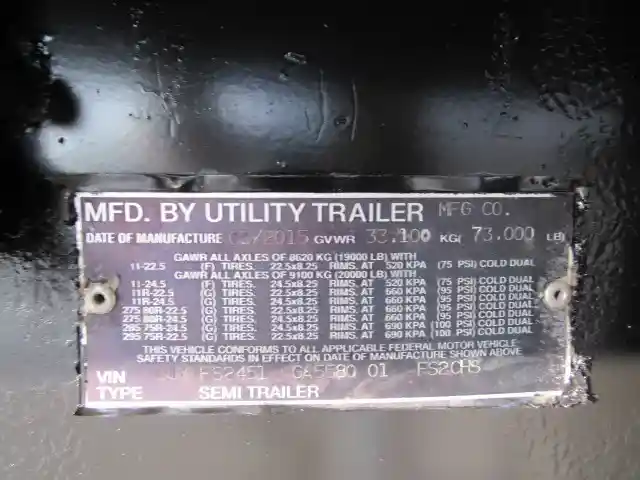 MFD. BY UTILITY TRAILER MFG CO.
DATE OF MANUFACTURE /2015 GVWR 33.100 KG( 73.000 LB)
GAWR ALL AXLES OF 8620 KG (19000 LB) WITH
11-22.5 (F) TIRES. 22.5x8.25 RIMS. AT 520 KPA (75 PSI) COLD DUAL
GAWR ALL AXLES OF 9100 KG (20000 LB) WITH
11-24.5 (F) TIRES. 24.5x8.25 RIMS. AT 520 KPA (75 PSI) COLD DUAL
11R-22.5 (G) TIRES. 22.5x8.25 RIMS. AT 660 KPA (95 PSI) COLD DUAL
11R-24.5 (G) TIRES. 24.5x8.25 RIMS. AT 660 KPA (95 PSI) COLD DUAL
275 80R-22.5 (G) TIRES. 22.5x8.25 RIMS. AT 660 KPA (95 PSI) COLD DUAL
275 80R-24.5 (G) TIRES. 24.5x8.25 RIMS. AT 660 KPA (95 PSI) COLD DUAL
285 75R-24.5 (G) TIRES. 24.5x8.25 RIMS. AT 690 KPA (100 PSI) COLD DUAL
295 75R-22.5 (G) TIRES. 22.5x8.25 RIMS. AT 690 KPA (100 PSI) COLD DUAL
THIS VEHICLE CONFORMS TO ALL APPLICABLE FEDERAL MOTOR VEHICLE
SAFETY STANDARDS IN EFFECT ON DATE OF MANUFACTURE SHOWN ABOVE
VIN FS2451 01 FS2CHS
TYPE SEMI TRAILER